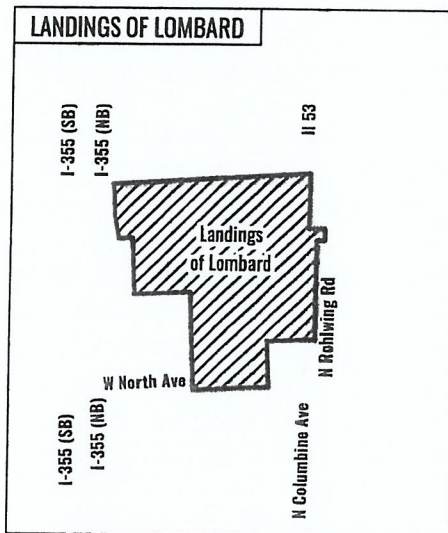 LANDINGS OF LOMBARD
I-355 (SB)
I-355 (NB)
Il 53
Landings
of Lombard
N Rohlwing Rd
W North Ave
I-355 (SB)
I-355 (NB)
N Columbine Ave